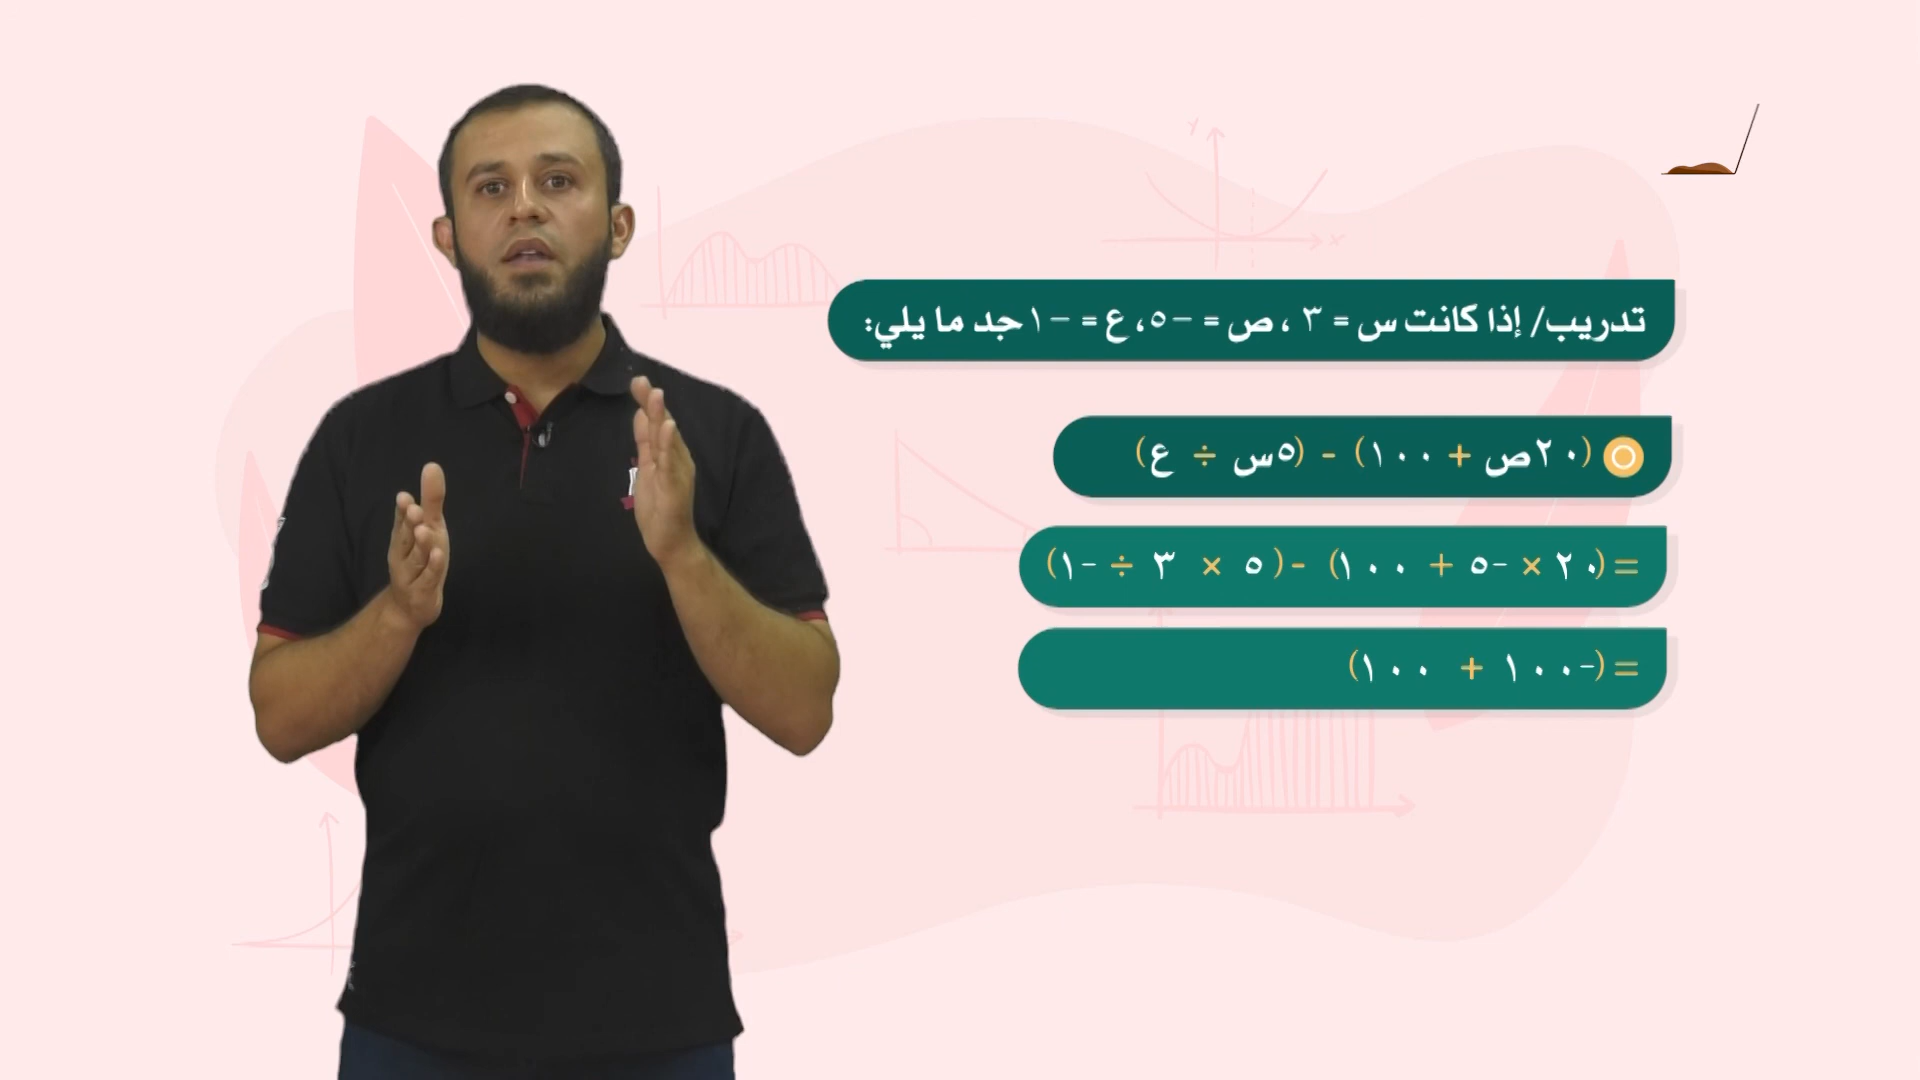 تدريب/ إذا كانت س = ٣ ، ص = -٥، ع = -١ جد ما يلي:
(٢٠ص + ١٠٠) - (٥س ÷ ع)
= (٢٠ × -٥ + ١٠٠) - (٥ × ٣ ÷ -١)
= (-١٠٠ + ١٠٠)